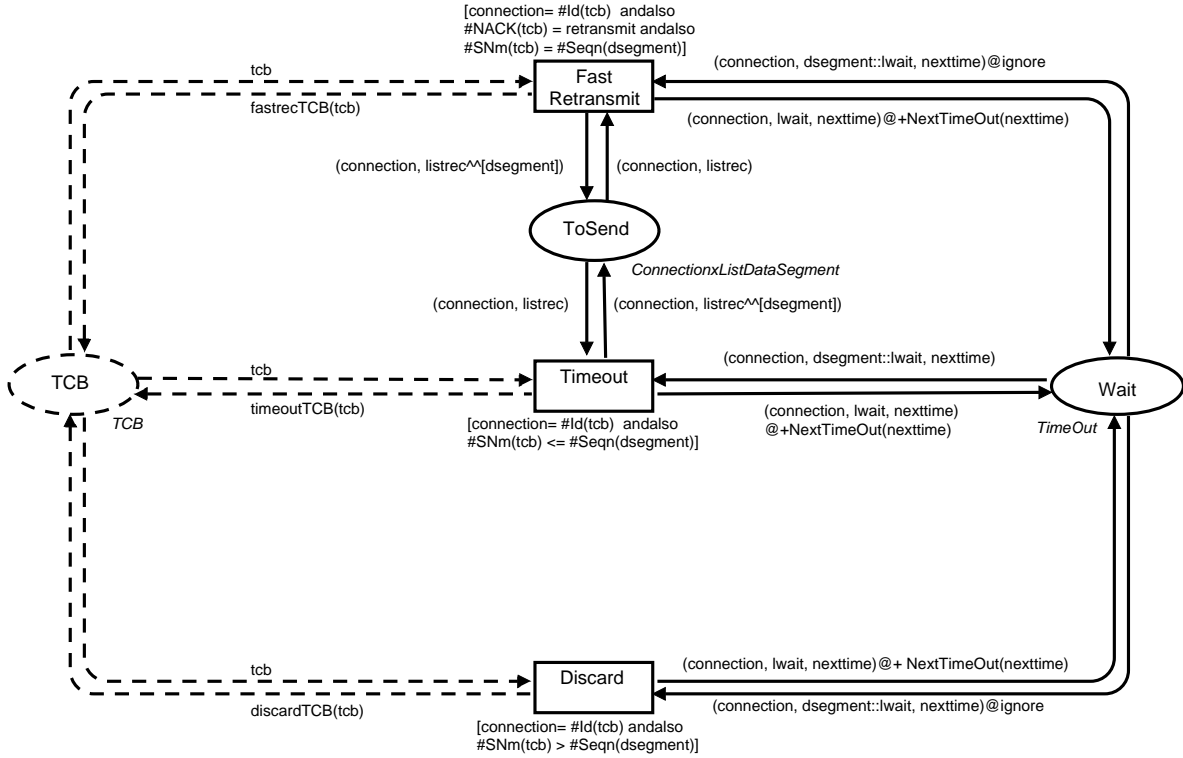 [connection= #Id(tcb)  andalso
#NACK(tcb) = retransmit andalso
#SNm(tcb) = #Seqn(dsegment)]
tcb
Fast
Retransmit
(connection, dsegment::lwait, nexttime)@ignore
fastrecTCB(tcb)
(connection, lwait, nexttime)@+NextTimeOut(nexttime)
(connection, listrec^^[dsegment])
(connection, listrec)
ToSend
ConnectionxListDataSegment
(connection, listrec)
(connection, listrec^^[dsegment])
TCB
TCB
tcb
timeoutTCB(tcb)
Timeout
(connection, dsegment::lwait, nexttime)
(connection, lwait, nexttime)
@+NextTimeOut(nexttime)
Wait
TimeOut
[connection= #Id(tcb)  andalso
#SNm(tcb) <= #Seqn(dsegment)]
tcb
discardTCB(tcb)
Discard
(connection, lwait, nexttime)@+ NextTimeOut(nexttime)
(connection, dsegment::lwait, nexttime)@ignore
[connection= #Id(tcb) andalso
#SNm(tcb) > #Seqn(dsegment)]